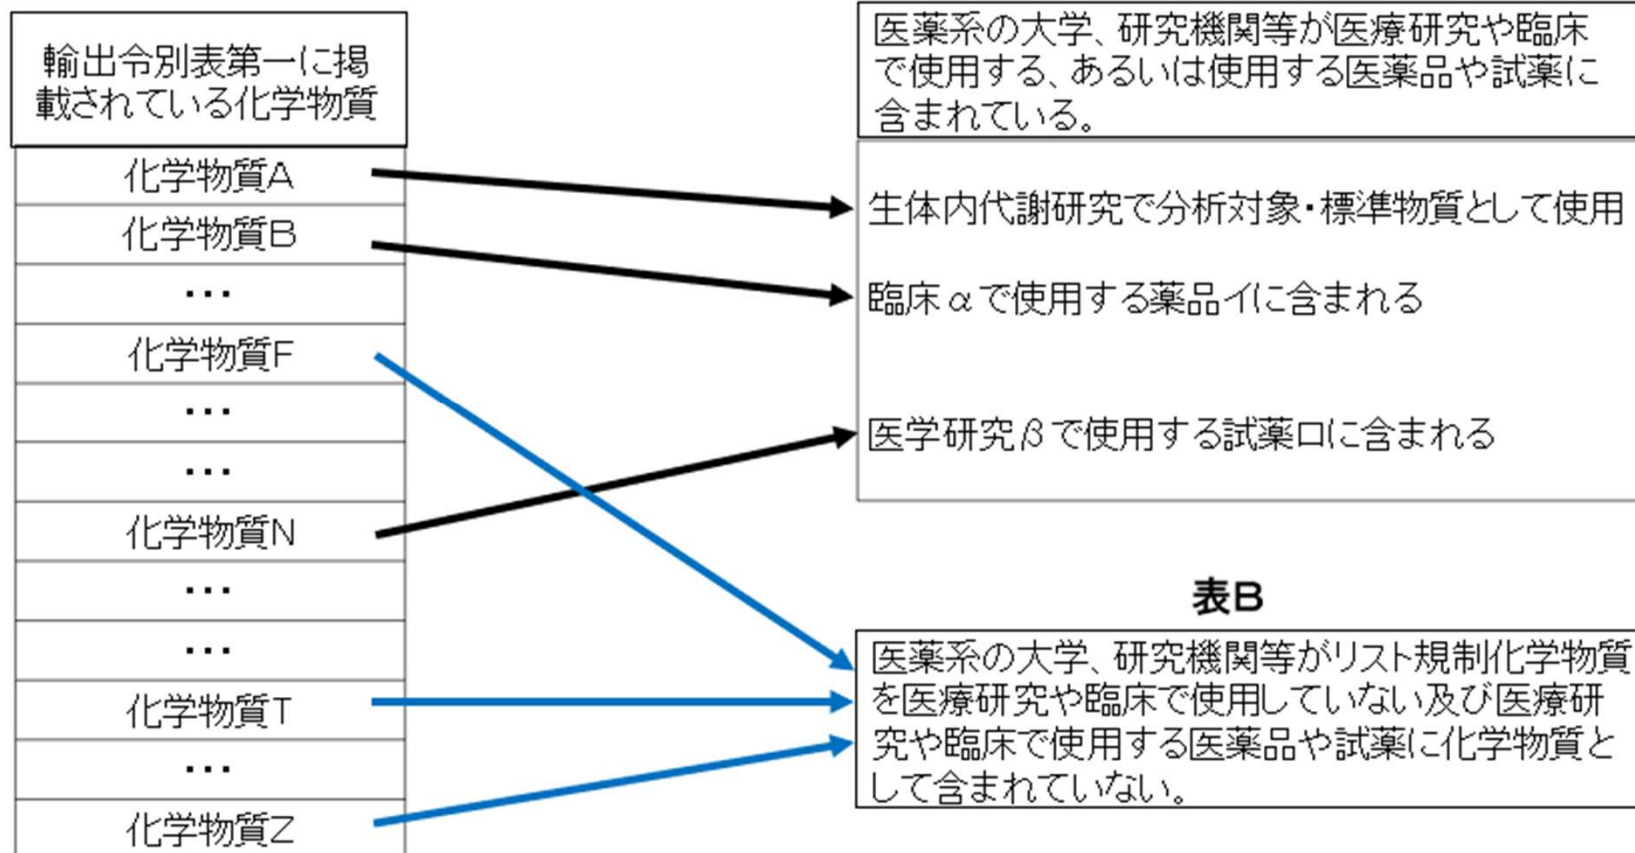 輸出令別表第一に掲
載されている化学物質
化学物質A
化学物質B
・・・
化学物質F
・・・
・・・
化学物質N
・・・
・・・
化学物質T
・・・
化学物質Z
医薬系の大学、研究機関等が医療研究や臨床
で使用する、あるいは使用する医薬品や試薬に
含まれている。
生体内代謝研究で分析対象・標準物質として使用
臨床αで使用する薬品イに含まれる
医学研究βで使用する試薬ロに含まれる
表B
医薬系の大学、研究機関等がリスト規制化学物質
を医療研究や臨床で使用していない及び医療研
究や臨床で使用する医薬品や試薬に化学物質と
して含まれていない。